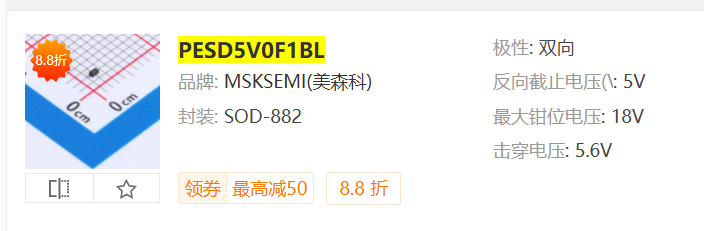 8.8折
0cm
0cm
PESD5V0F1BL
品牌: MSKSEMI(美森科)
封装: SOD-882
领券 最高减50 8.8 折
极性: 双向
反向截止电压(\: 5V
最大钳位电压: 18V
击穿电压: 5.6V